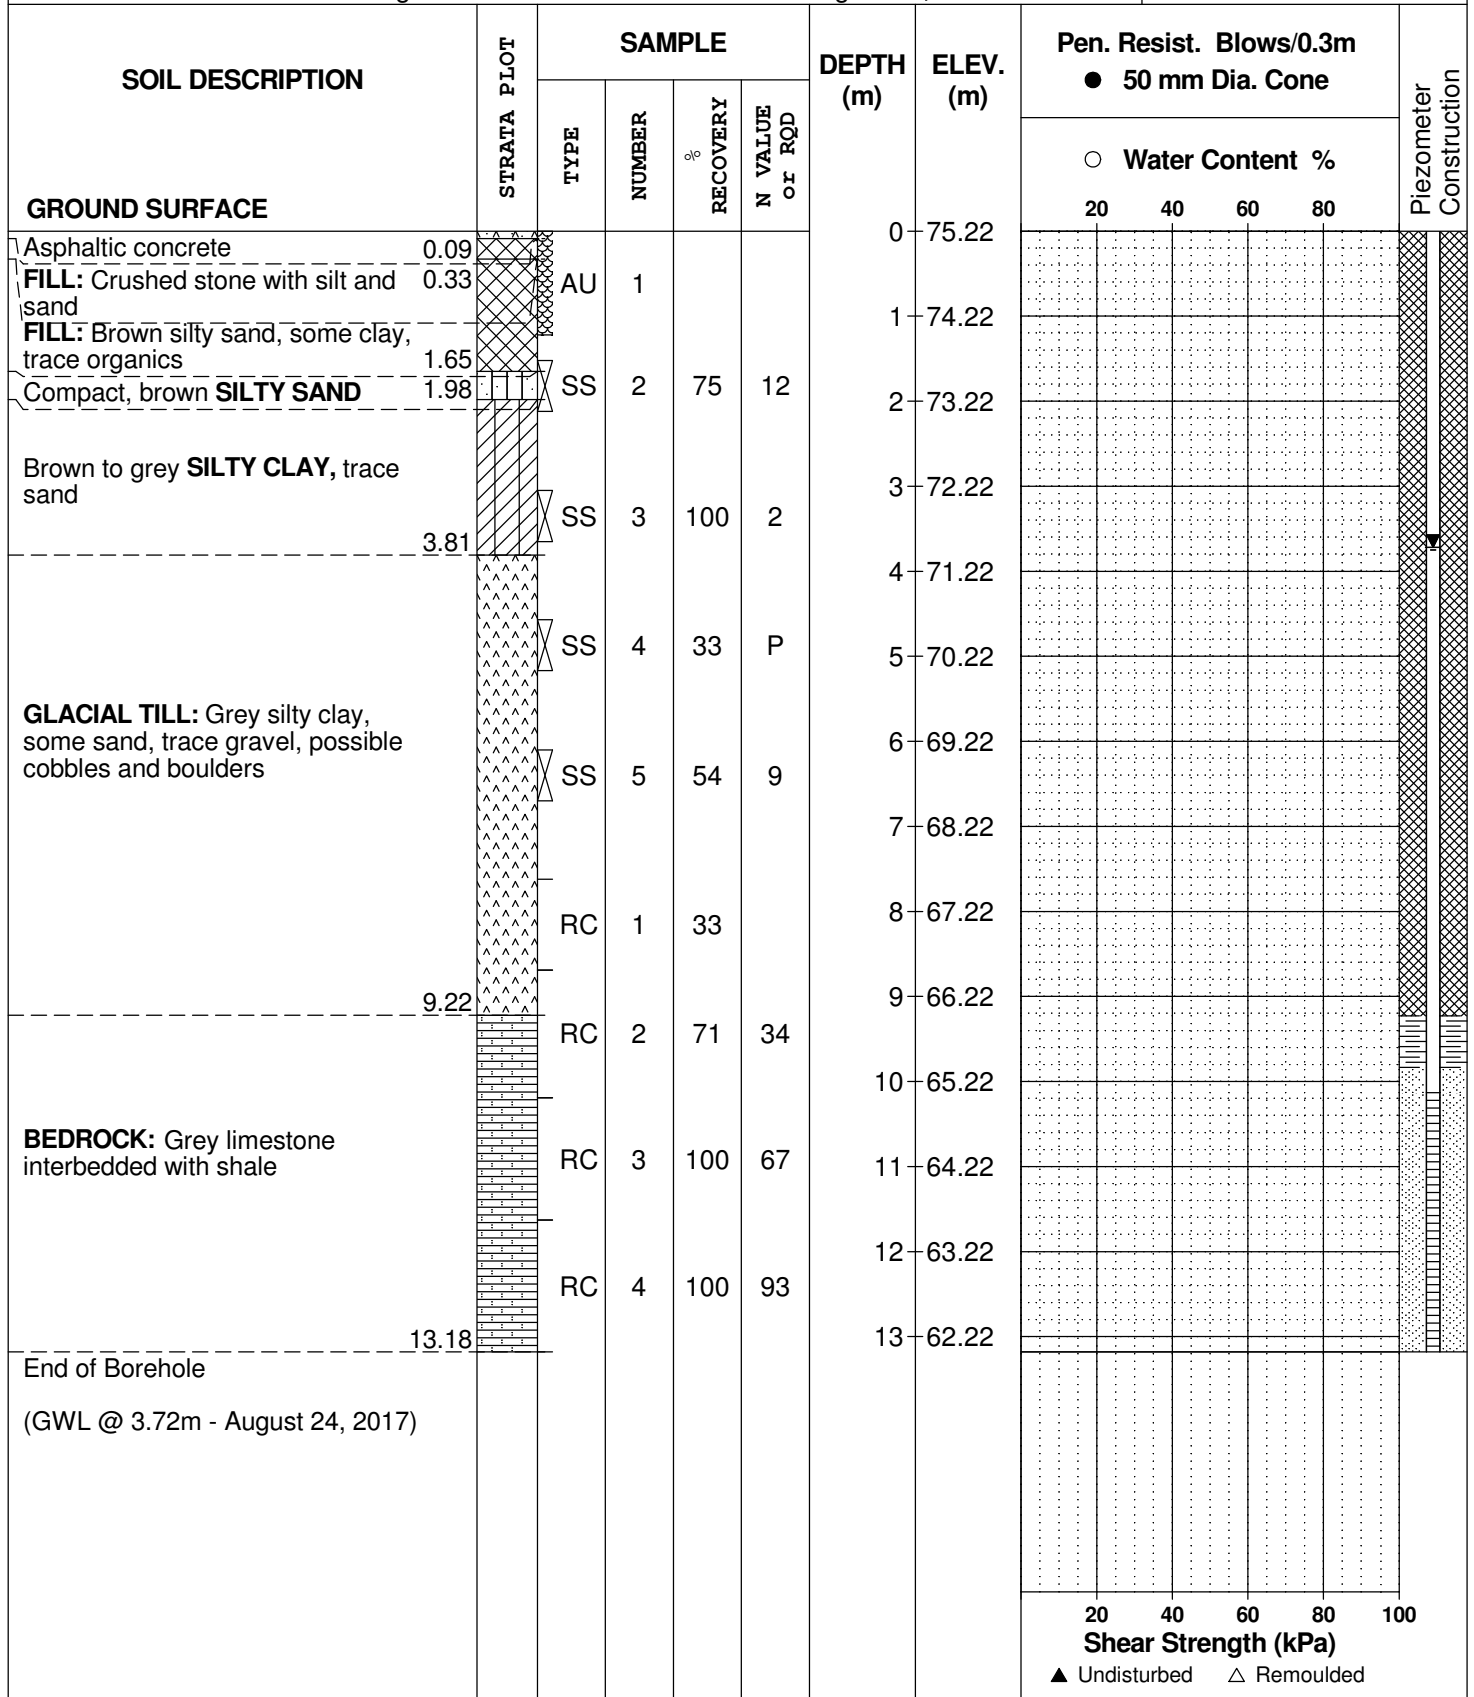 SOIL DESCRIPTION
GROUND SURFACE
STRATA PLOT
SAMPLE
TYPE
NUMBER
%
RECOVERY
N VALUE
or RQD
DEPTH
(m)
ELEV.
(m)
Pen. Resist. Blows/0.3m
● 50 mm Dia. Cone
○ Water Content %
20 40 60 80
Piezometer
Construction
0 75.22
Asphaltic concrete 0.09
FILL: Crushed stone with silt and 0.33
sand
AU 1
1 74.22
FILL: Brown silty sand, some clay,
trace organics 1.65
Compact, brown SILTY SAND 1.98
SS 2 75 12
2 73.22
Brown to grey SILTY CLAY, trace
sand
3 72.22
SS 3 100 2
3.81
4 71.22
SS 4 33 P
5 70.22
GLACIAL TILL: Grey silty clay,
some sand, trace gravel, possible
cobbles and boulders
6 69.22
SS 5 54 9
7 68.22
8 67.22
RC 1 33
9 66.22
9.22
RC 2 71 34
10 65.22
BEDROCK: Grey limestone
interbedded with shale
RC 3 100 67
11 64.22
12 63.22
RC 4 100 93
13 62.22
13.18
End of Borehole
(GWL @ 3.72m - August 24, 2017)
20 40 60 80 100
Shear Strength (kPa)
▲ Undisturbed △ Remoulded